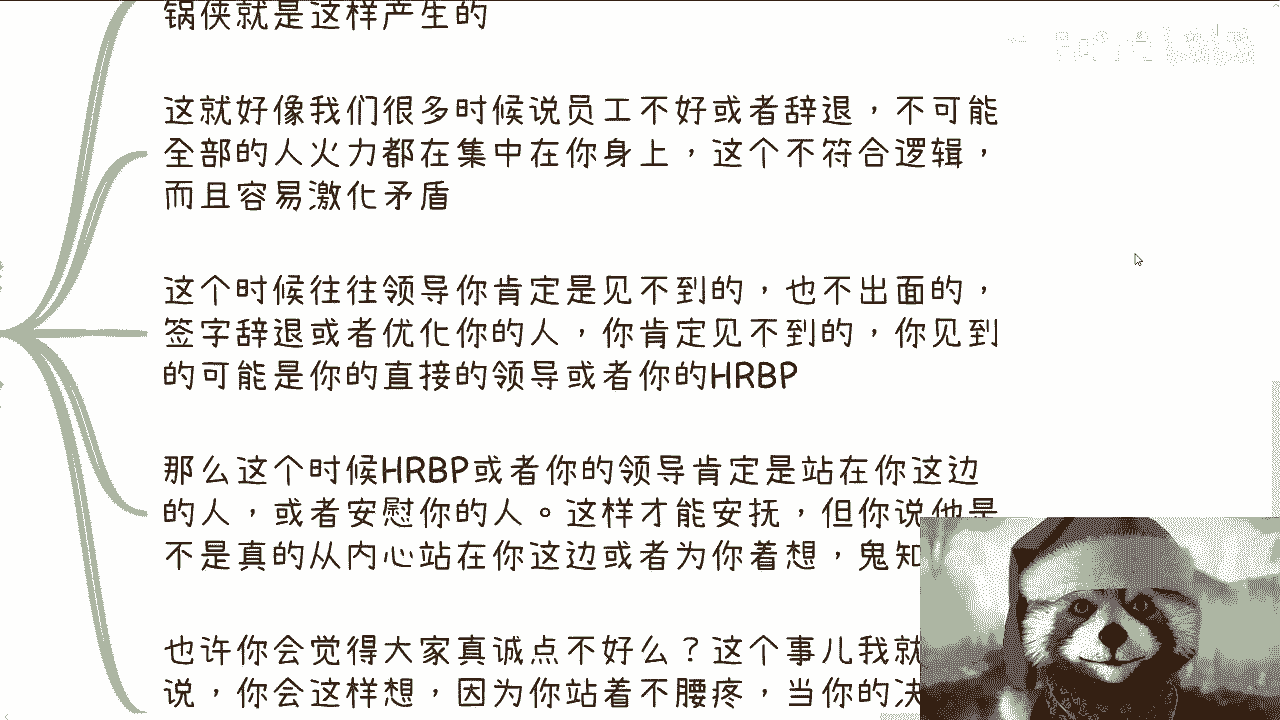 锅侠就是这样产生的
这就好像我们很多时候说员工不好或者辞退，不可能
全部的人火力都在集中在你身上，这个不符合逻辑，
而且容易激化矛盾
这个时候往往领导你肯定是见不到的，也不出面的，
签字辞退或者优化你的人，你肯定见不到的，你见到
的可能是你的直接的领导或者你的HRBP
那么这个时候HRBP或者你的领导肯定是站在你这边
的人，或者安慰你的人。这样才能安抚，但你说他是
不是真的从内心站在你这边或者为你着想，鬼知
也许你会觉得大家真诚点不好么？这个事儿我就
说，你会这样想，因为你站着不腰疼，当你的决